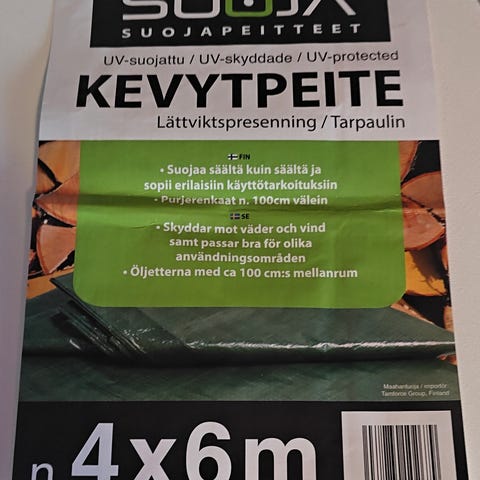 SUOJA
SUOJAPEITTEET
UV-suojattu / UV-skyddade / UV-protected
KEVYTPEITE
Lättviktspresenning / Tarpaulin
FIN
• Suojaa säältä kuin säältä ja
sopii erilaisiin käyttötarkoituksiin
• Purjerenkaat n. 100cm välein
SE
• Skyddar mot väder och vind
samt passar bra för olika
användningsområden
• Öljetterna med ca 100 cm:s mellanrum
Maahantuoja / exportör:
Tamforce Group, Finland
n 4x6m